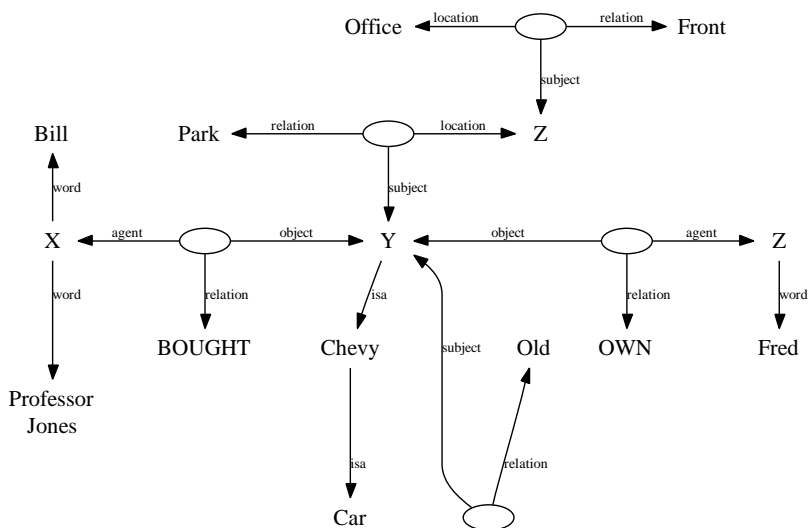 Office
location
relation
Front
subject
Bill
Park
relation
location
Z
word
subject
X
agent
object
Y
object
agent
Z
word
relation
isa
relation
word
BOUGHT
Chevy
subject
Old
OWN
Fred
Professor
Jones
isa
relation
Car